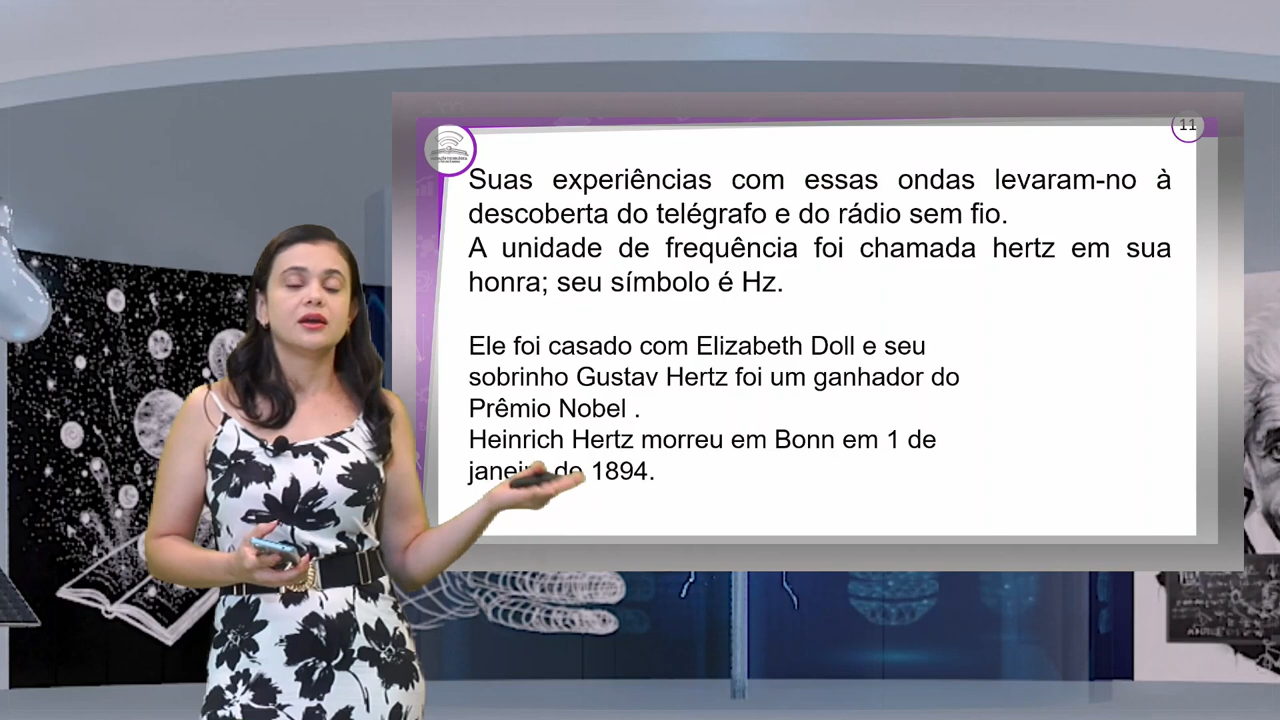 11
Suas experiências com essas ondas levaram-no à
descoberta do telégrafo e do rádio sem fio.
A unidade de frequência foi chamada hertz em sua
honra; seu símbolo é Hz.
Ele foi casado com Elizabeth Doll e seu
sobrinho Gustav Hertz foi um ganhador do
Prêmio Nobel .
Heinrich Hertz morreu em Bonn em 1 de
janeiro de 1894.